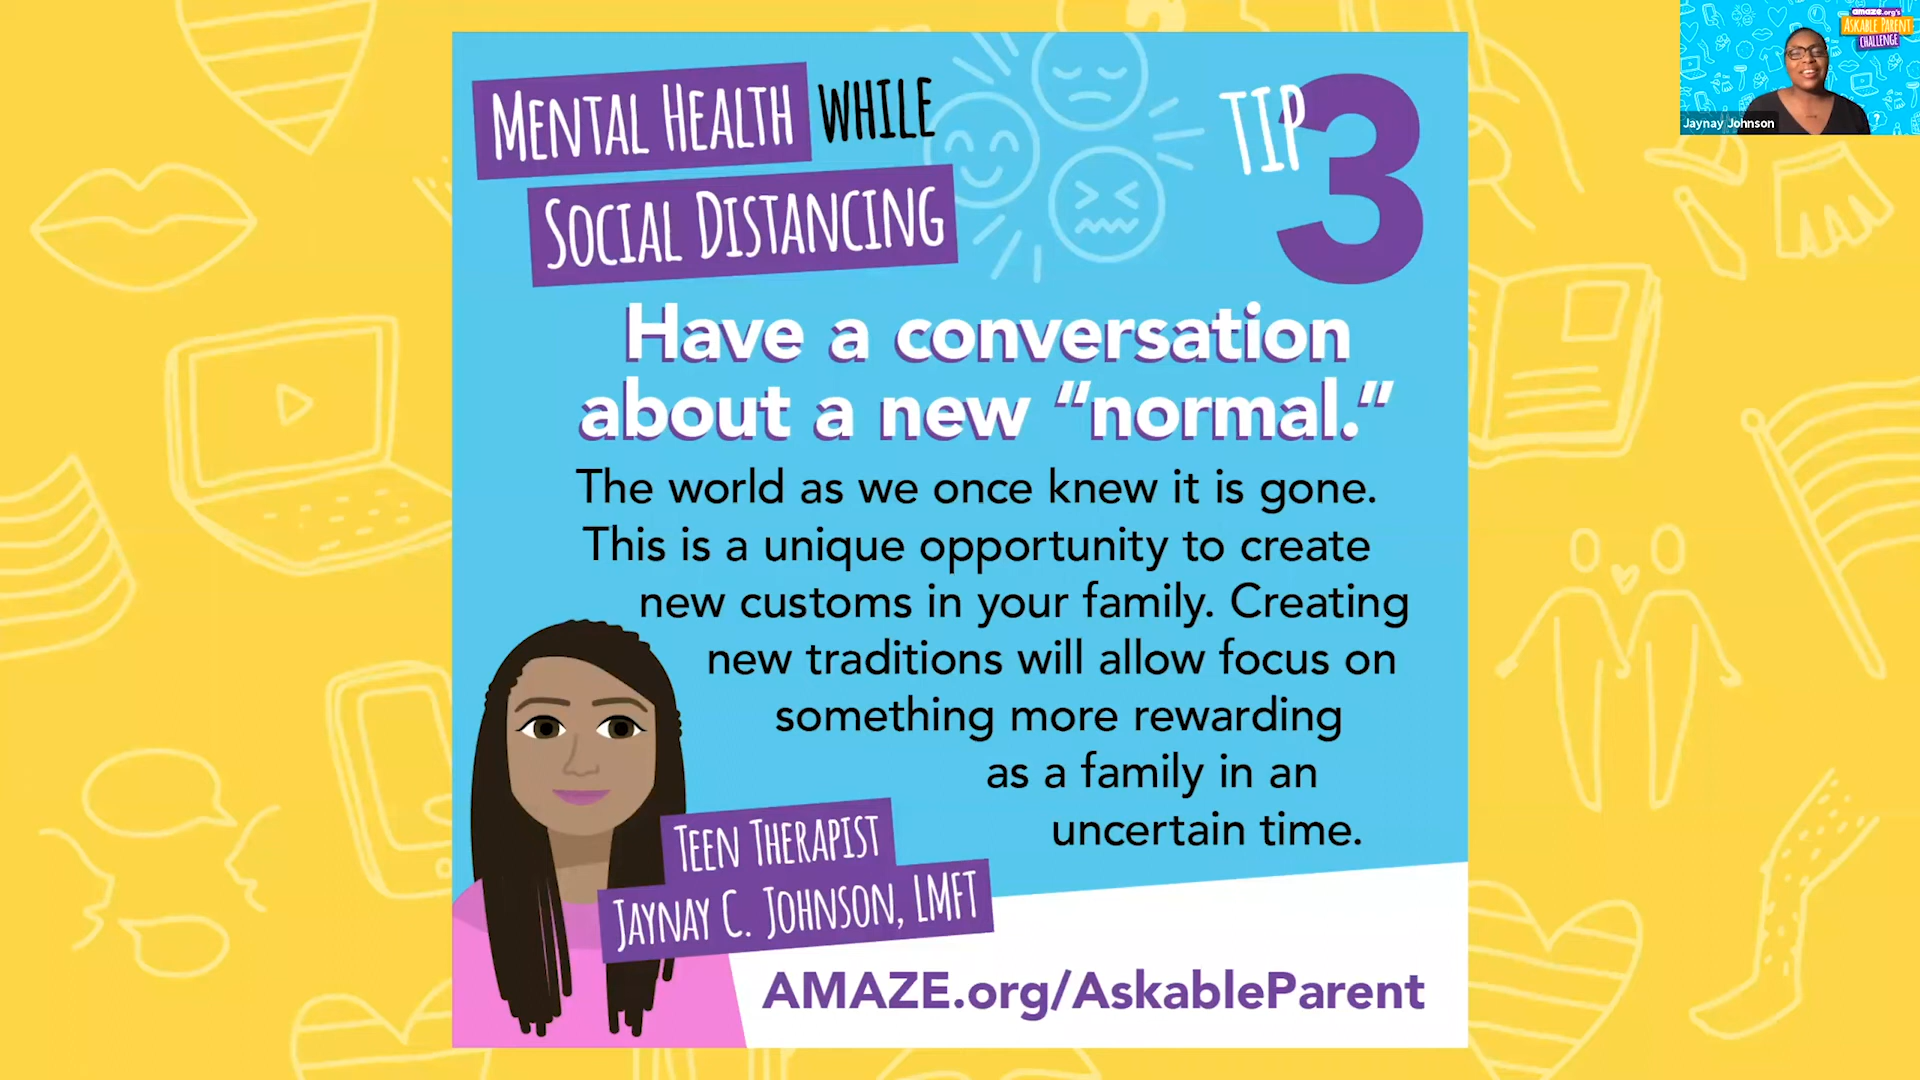 MENTAL HEALTH WHILE
SOCIAL DISTANCING
TIP 3
Have a conversation
about a new “normal.”
The world as we once knew it is gone.
This is a unique opportunity to create
new customs in your family. Creating
new traditions will allow focus on
something more rewarding
as a family in an
uncertain time.
TEEN THERAPIST
JAYNAY C. JOHNSON, LMFT
AMAZE.org/AskableParent
amaze.org's
ASKABLE PARENT
CHALLENGE
Jaynay Johnson